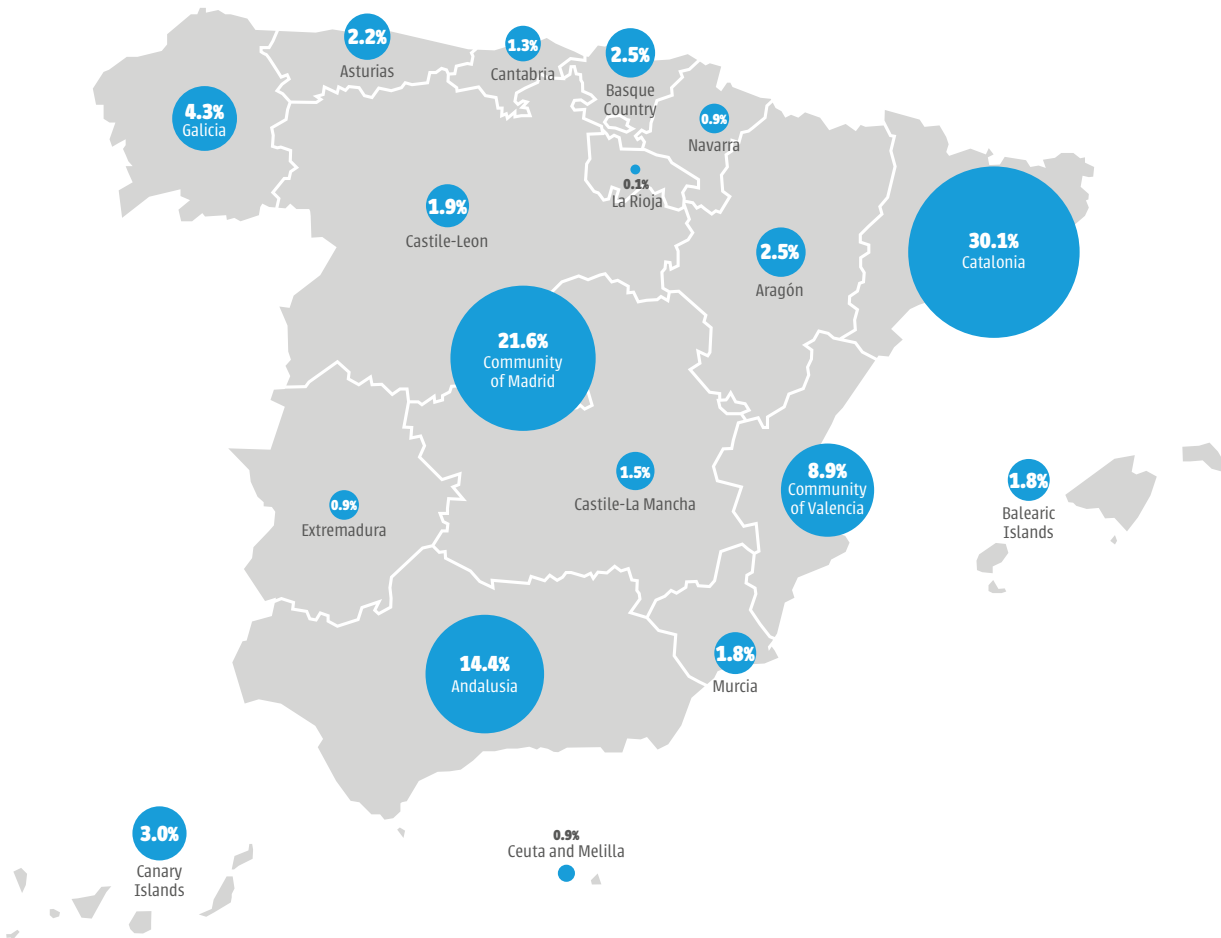 2.2%
Asturias
1.3%
Cantabria
2.5%
Basque
Country
4.3%
Galicia
0.9%
Navarra
0.1%
La Rioja
1.9%
Castile-Leon
2.5%
Aragón
30.1%
Catalonia
21.6%
Community
of Madrid
1.5%
Castile-La Mancha
8.9%
Community
of Valencia
1.8%
Balearic
Islands
0.9%
Extremadura
14.4%
Andalusia
1.8%
Murcia
3.0%
Canary
Islands
0.9%
Ceuta and Melilla